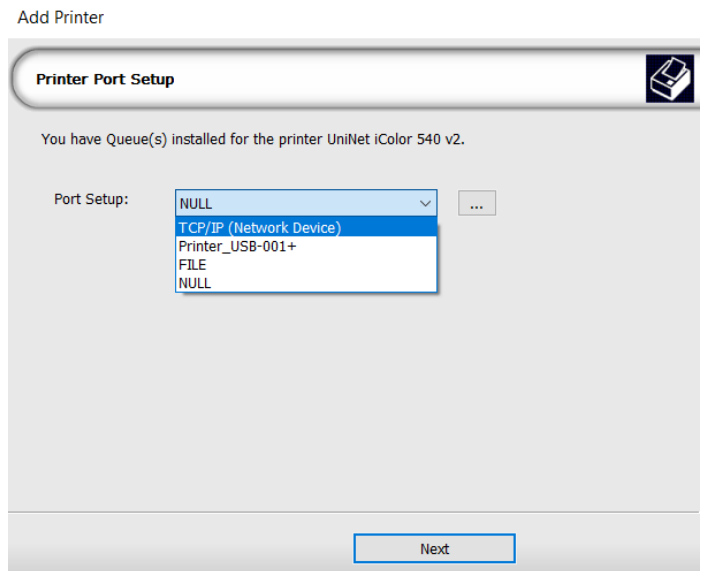 Add Printer
Printer Port Setup
You have Queue(s) installed for the printer UniNet iColor 540 v2.
Port Setup:
NULL
...
TCP/IP (Network Device)
Printer_USB-001+
FILE
NULL
Next